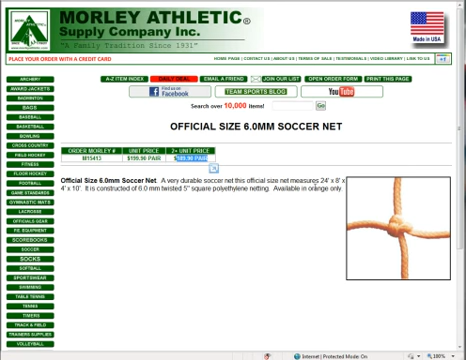 MORLEY ATHLETIC®
Supply Company Inc.
"A Family Tradition Since 1931"
Made in USA
PLACE YOUR ORDER WITH A CREDIT CARD
HOME PAGE | CONTACT US | ABOUT US | TERMS OF SALE | TESTIMONIALS | VIDEO LIBRARY | LINK TO US
+1
A-Z ITEM INDEX
DAILY DEAL
EMAIL A FRIEND
JOIN OUR LIST
OPEN ORDER FORM
PRINT THIS PAGE
Find us on
Facebook
TEAM SPORTS BLOG
YouTube
Search over 10,000 items!
Go
OFFICIAL SIZE 6.0MM SOCCER NET
ORDER MORLEY # UNIT PRICE 2+ UNIT PRICE
M15413 $199.90 PAIR $189.90 PAIR
Official Size 6.0mm Soccer Net. A very durable soccer net this official size net measures 24' x 8' x
4' x 10'. It is constructed of 6.0 mm twisted 5" square polyethylene netting. Available in orange only.
ARCHERY
AWARD JACKETS
BADMINTON
BAGS
BASEBALL
BASKETBALL
BOWLING
CROSS COUNTRY
FIELD HOCKEY
FITNESS
FLOOR HOCKEY
FOOTBALL
GAME STANDARDS
GYMNASTIC MATS
LACROSSE
OFFICIALS GEAR
P.E. EQUIPMENT
SCOREBOOKS
SOCCER
SOCKS
SOFTBALL
SPORTSWEAR
SWIMMING
TABLE TENNIS
TENNIS
TIMERS
TRACK & FIELD
TRAINERS SUPPLIES
VOLLEYBALL
Internet | Protected Mode: On
100%